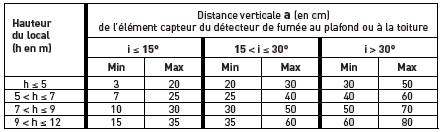 Hauteur
du local
(h en m)
Distance verticale a (en cm)
de l'élément capteur du détecteur de fumée au plafond ou à la toiture
i ≤ 15° 15 < i ≤ 30° i > 30°
Min Max Min Max Min Max
h ≤ 5 3 20 20 30 30 50
5 < h ≤ 7 7 25 25 40 40 60
7 < h ≤ 9 10 30 30 50 50 70
9 < h ≤ 12 15 35 35 60 60 80